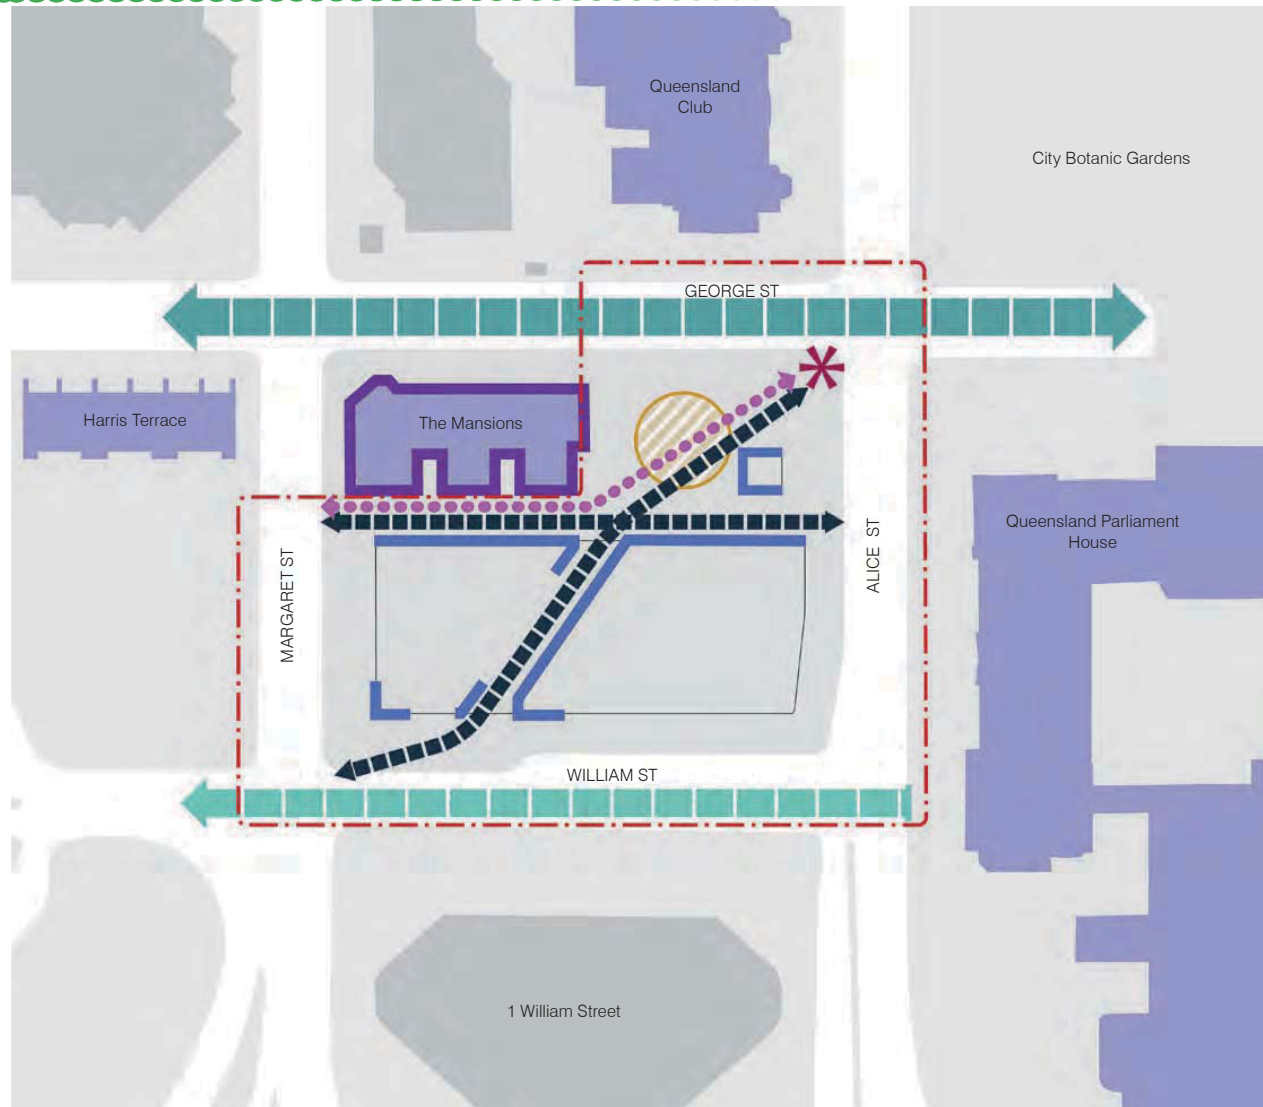 Queensland
Club
City Botanic Gardens
GEORGE ST
Harris Terrace
The Mansions
Queensland Parliament
House
MARGARET ST
ALICE ST
WILLIAM ST
1 William Street